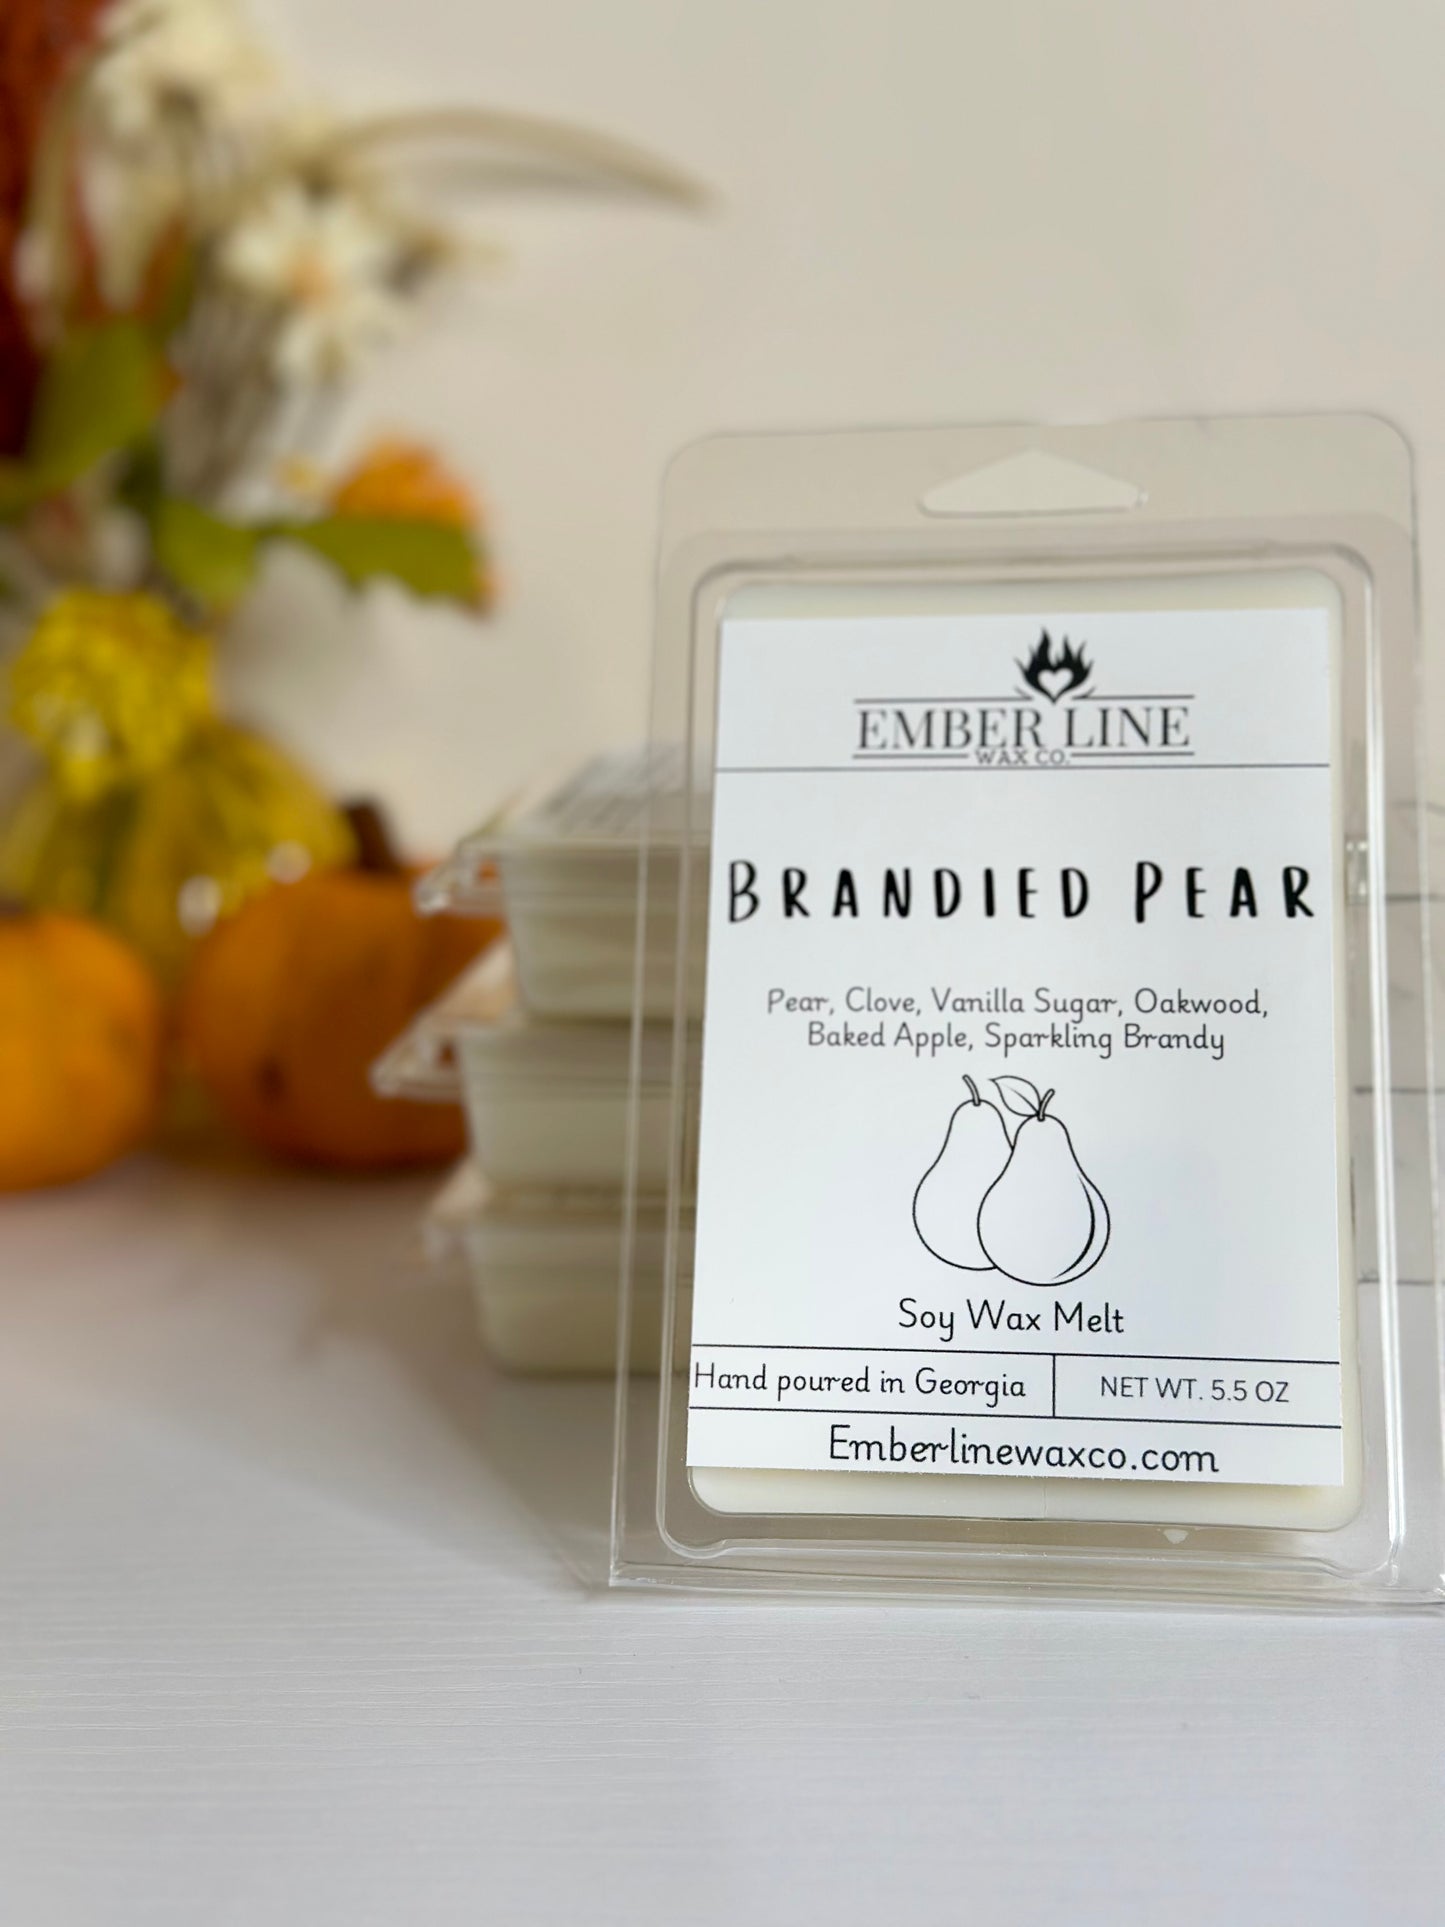 EMBER LINE
WAX CO.
BRANDIED PEAR
Pear, Clove, Vanilla Sugar, Oakwood,
Baked Apple, Sparkling Brandy
Soy Wax Melt
Hand poured in Georgia
NET WT. 5.5 OZ
Emberlinewaxco.com